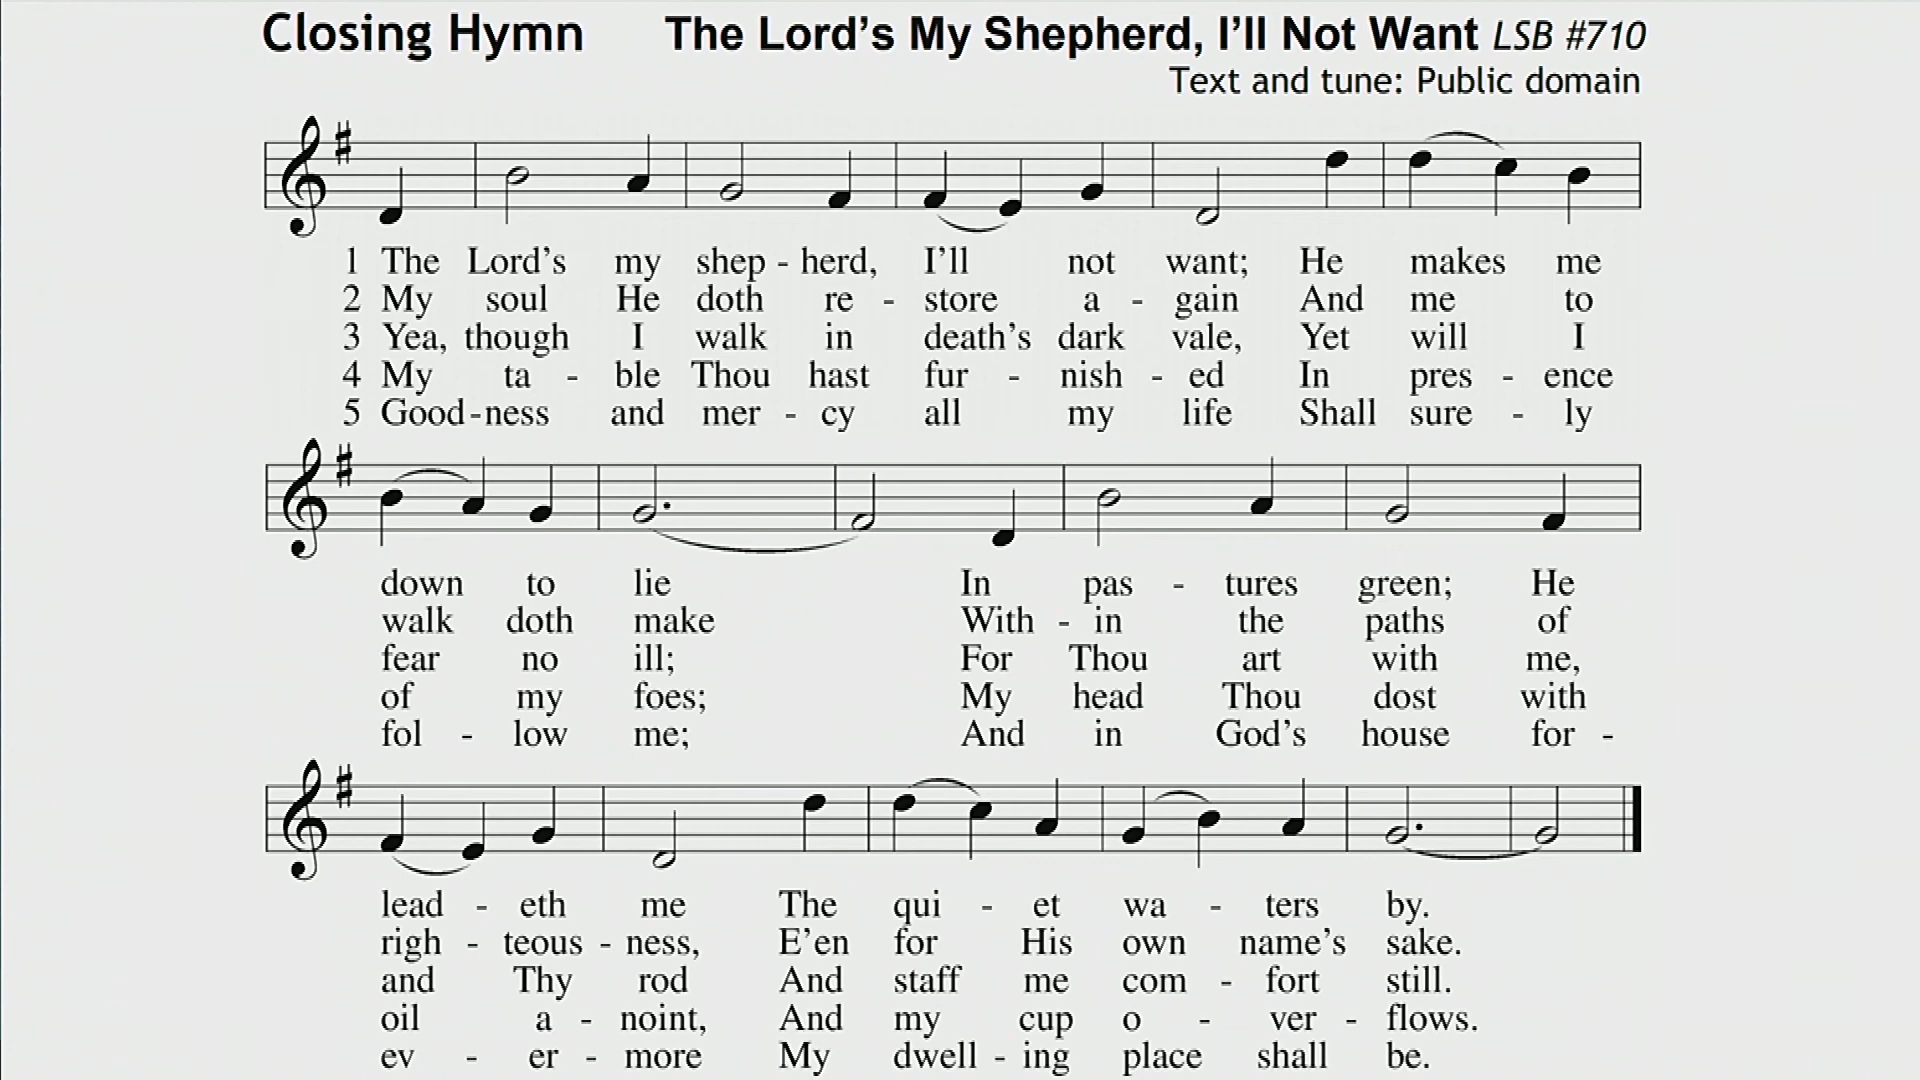 Closing Hymn The Lord's My Shepherd, I'll Not Want LSB #710
Text and tune: Public domain
1 The Lord's my shep - herd, I'll not want; He makes me
2 My soul He doth re - store a - gain And me to
3 Yea, though I walk in death's dark vale, Yet will I
4 My ta - ble Thou hast fur - nish - ed In pres - ence
5 Good - ness and mer - cy all my life Shall sure - ly
down to lie In pas - tures green; He
walk doth make With - in the paths of
fear no ill; For Thou art with me,
of my foes; My head Thou dost with
fol - low me; And in God's house for -
lead - eth me The qui - et wa - ters by.
righ - teous - ness, E'en for His own name's sake.
and Thy rod And staff me com - fort still.
oil a - noint, And my cup o - ver - flows.
ev - er - more My dwell - ing place shall be.